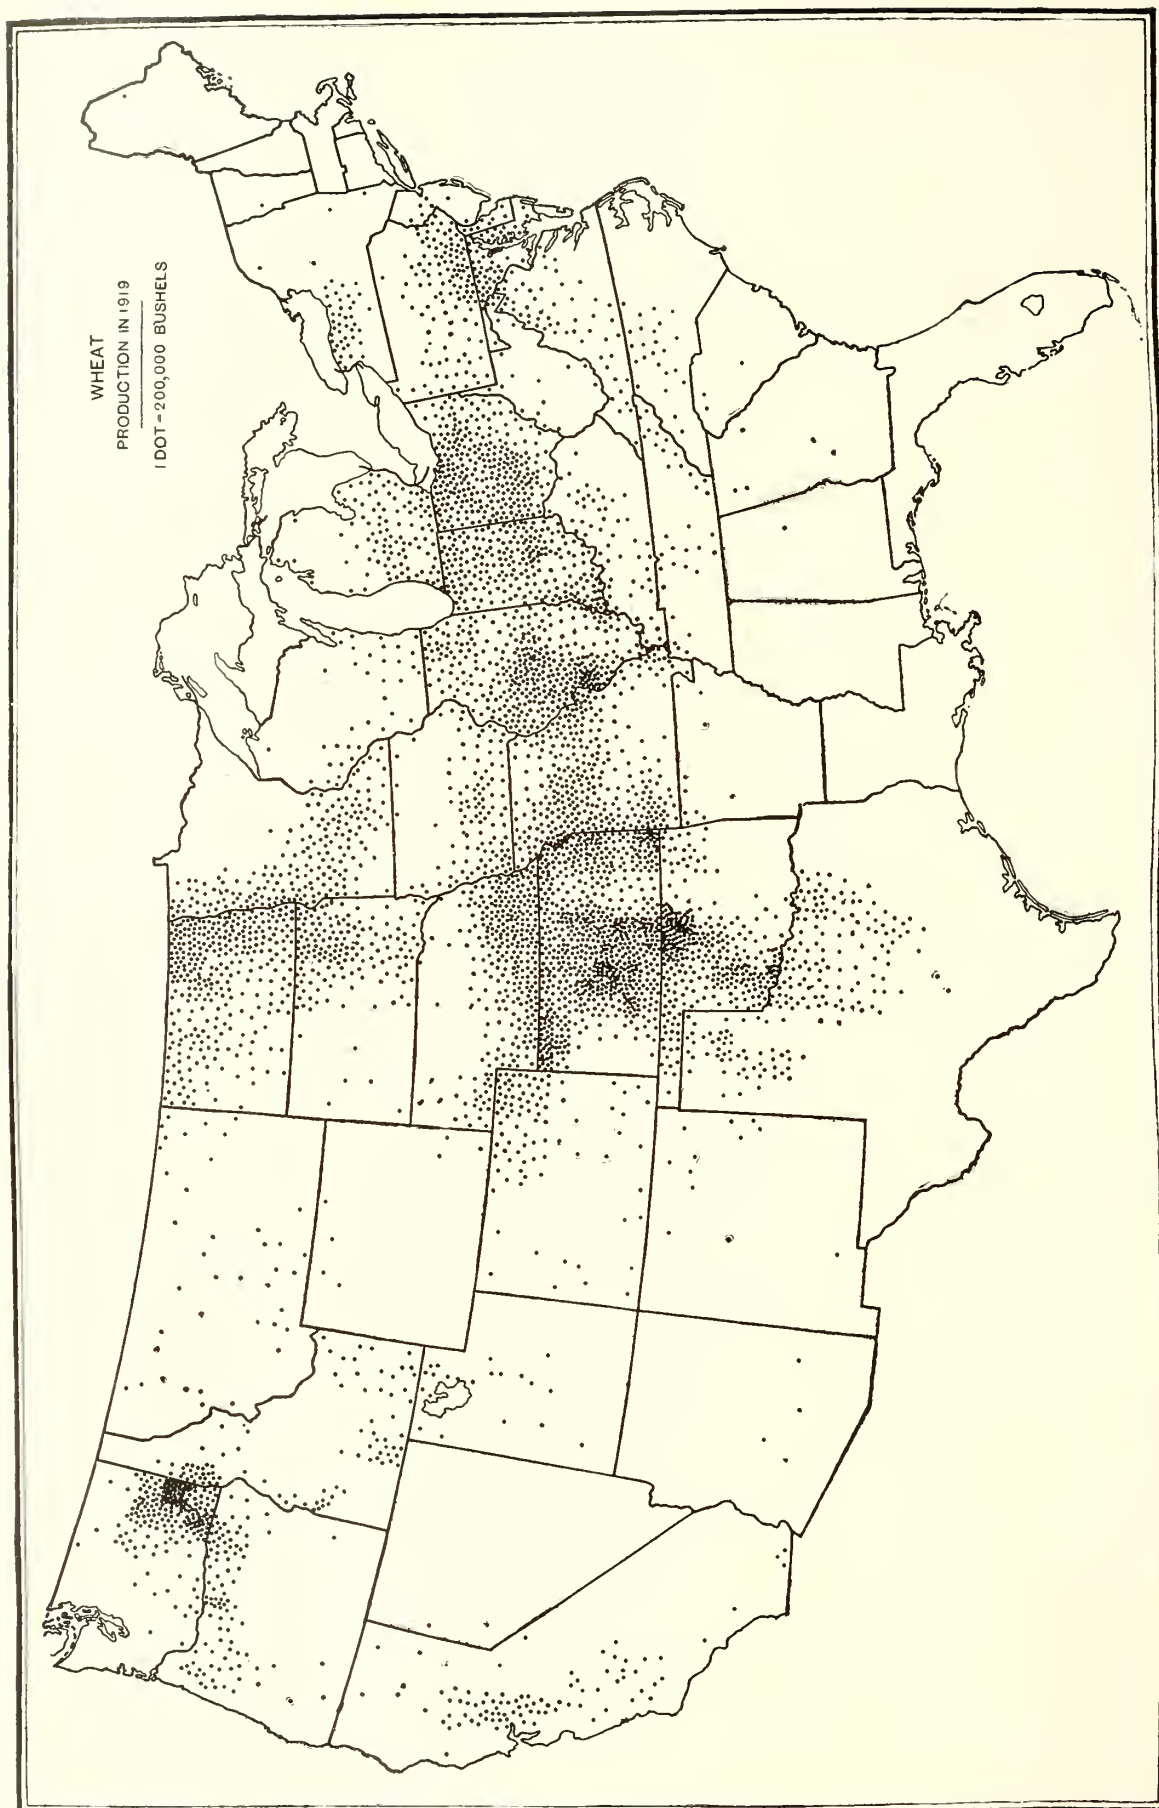 WHEAT
PRODUCTION IN 1919
1 DOT = 200,000 BUSHELS